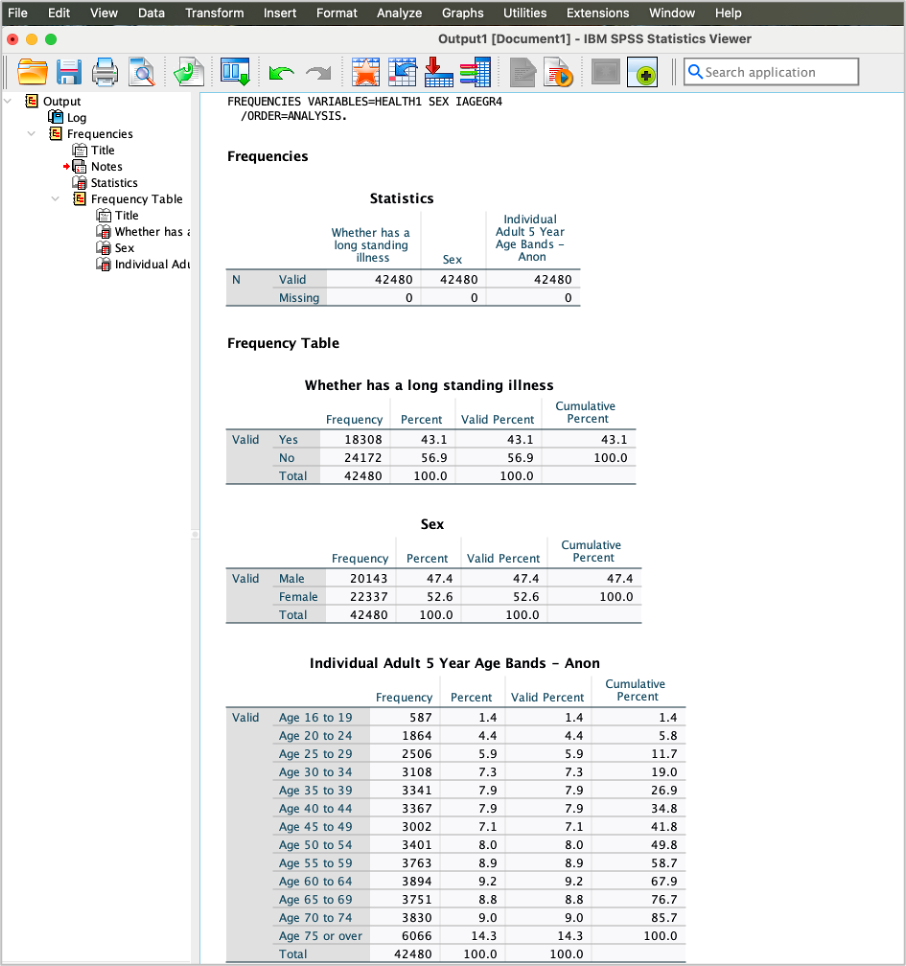 File Edit View Data Transform Insert Format Analyze Graphs Utilities Extensions Window Help
Output1 [Document1] - IBM SPSS Statistics Viewer
Search application
Output
Log
Frequencies
Title
Notes
Statistics
Frequency Table
Title
Whether has a
Sex
Individual Adu
FREQUENCIES VARIABLES=HEALTH1 SEX IAGEGR4
/ORDER=ANALYSIS.
Frequencies
Statistics
Whether has a long standing illness Sex Individual Adult 5 Year Age Bands - Anon
N Valid 42480 42480 42480
Missing 0 0 0
Frequency Table
Whether has a long standing illness
Frequency Percent Valid Percent Cumulative Percent
Valid Yes 18308 43.1 43.1 43.1
No 24172 56.9 56.9 100.0
Total 42480 100.0 100.0
Sex
Frequency Percent Valid Percent Cumulative Percent
Valid Male 20143 47.4 47.4 47.4
Female 22337 52.6 52.6 100.0
Total 42480 100.0 100.0
Individual Adult 5 Year Age Bands - Anon
Frequency Percent Valid Percent Cumulative Percent
Valid Age 16 to 19 587 1.4 1.4 1.4
Age 20 to 24 1864 4.4 4.4 5.8
Age 25 to 29 2506 5.9 5.9 11.7
Age 30 to 34 3108 7.3 7.3 19.0
Age 35 to 39 3341 7.9 7.9 26.9
Age 40 to 44 3367 7.9 7.9 34.8
Age 45 to 49 3002 7.1 7.1 41.8
Age 50 to 54 3401 8.0 8.0 49.8
Age 55 to 59 3763 8.9 8.9 58.7
Age 60 to 64 3894 9.2 9.2 67.9
Age 65 to 69 3751 8.8 8.8 76.7
Age 70 to 74 3830 9.0 9.0 85.7
Age 75 or over 6066 14.3 14.3 100.0
Total 42480 100.0 100.0